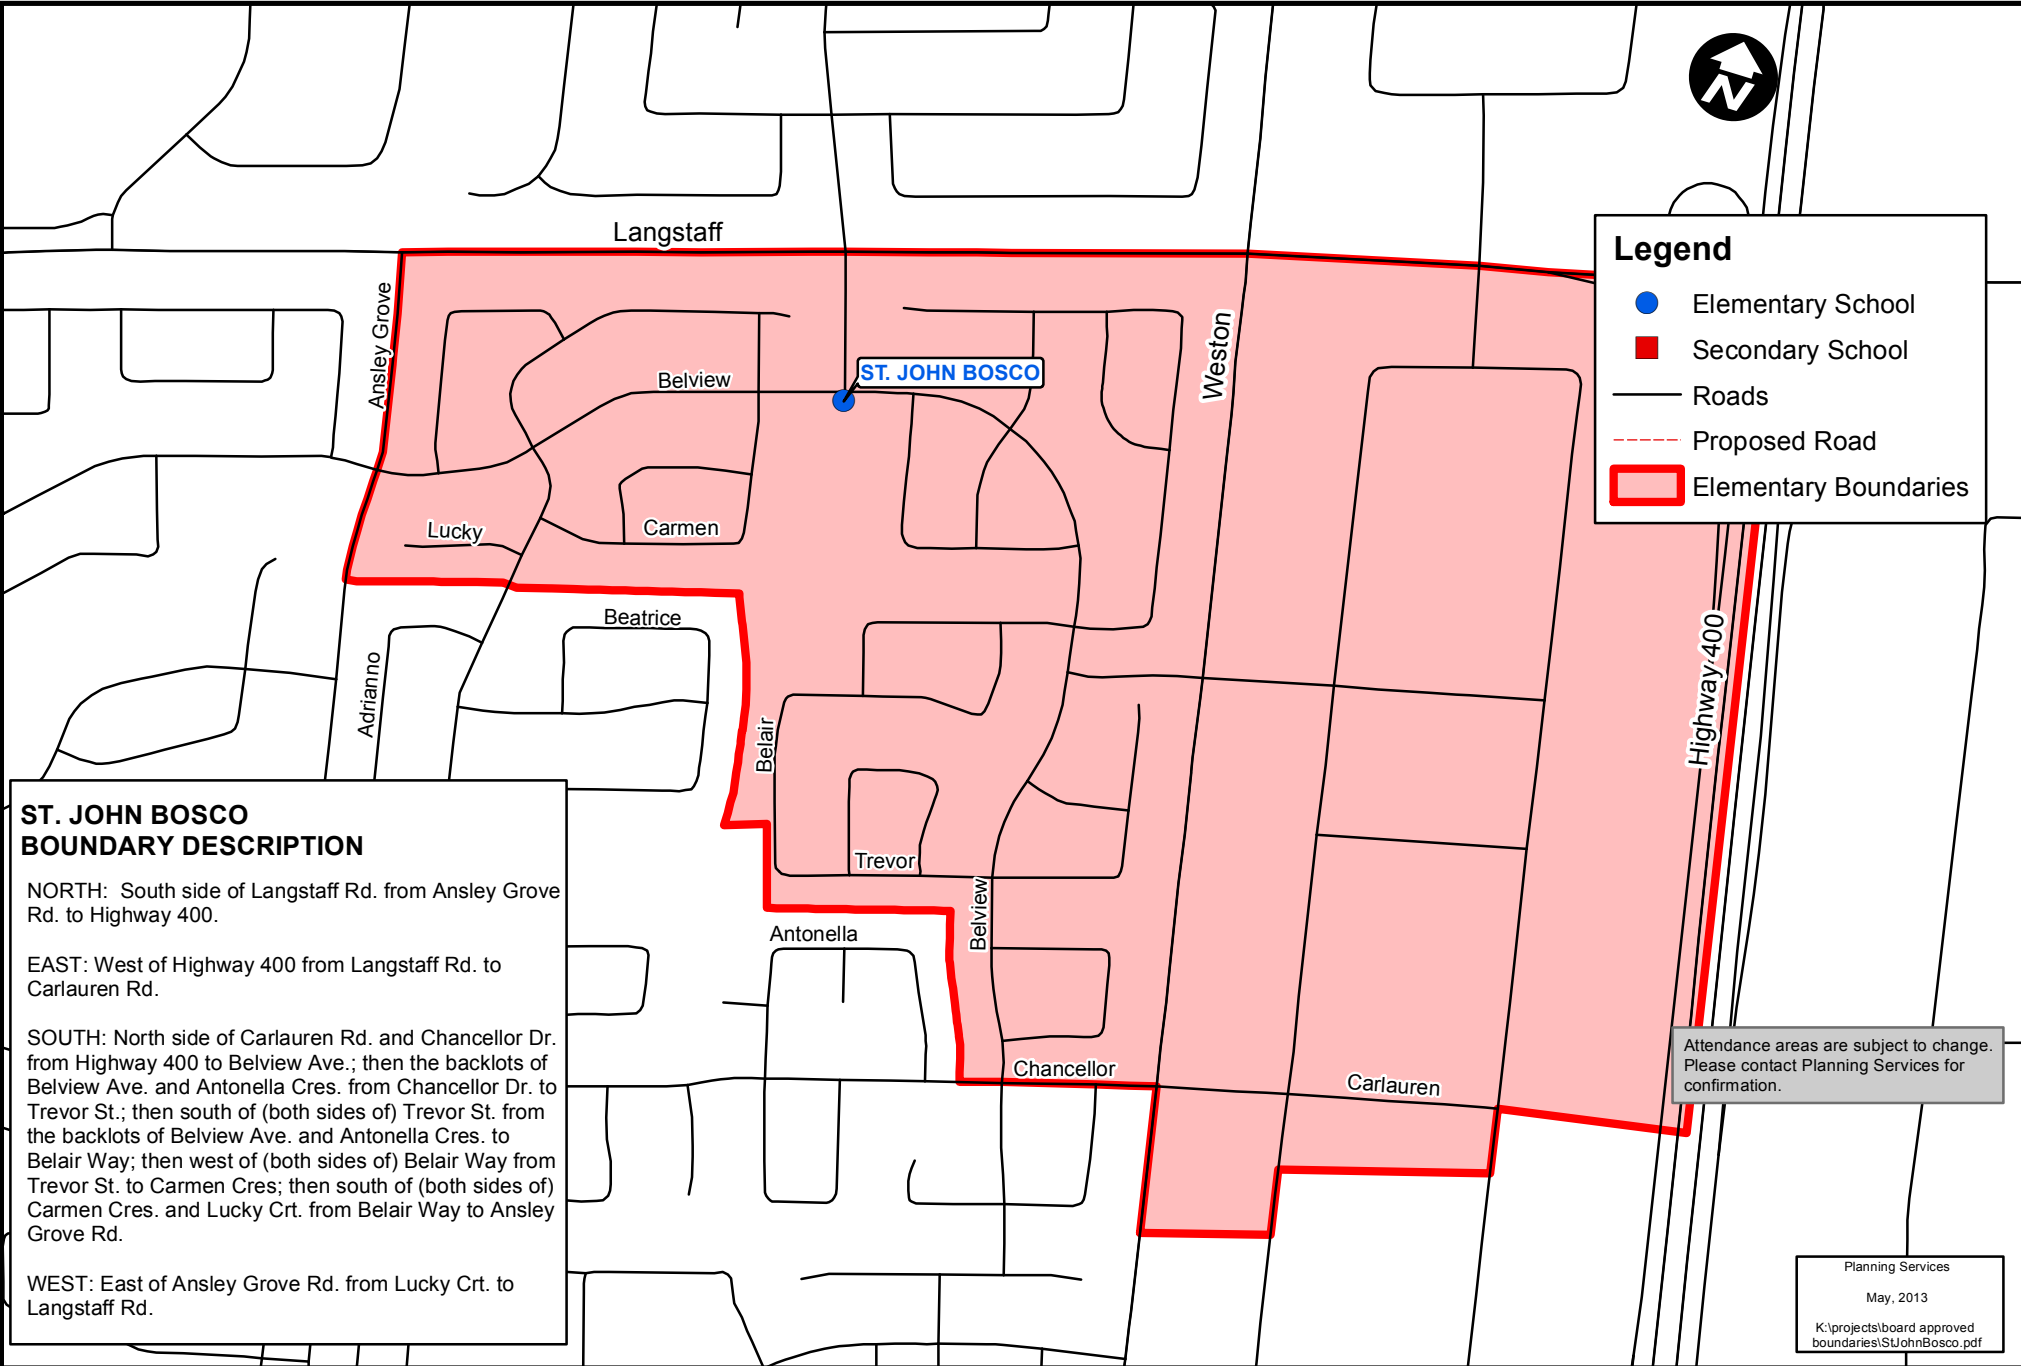 N
Langstaff
Legend
Elementary School
Secondary School
Roads
Proposed Road
Elementary Boundaries
Ansley Grove
Weston
ST. JOHN BOSCO
Belview
Lucky
Carmen
Beatrice
Highway 400
Adrianno
Belair
Trevor
Belview
Antonella
Chancellor
Carlauren
ST. JOHN BOSCO
BOUNDARY DESCRIPTION
NORTH: South side of Langstaff Rd. from Ansley Grove
Rd. to Highway 400.
EAST: West of Highway 400 from Langstaff Rd. to
Carlauren Rd.
SOUTH: North side of Carlauren Rd. and Chancellor Dr.
from Highway 400 to Belview Ave.; then the backlots of
Belview Ave. and Antonella Cres. from Chancellor Dr. to
Trevor St.; then south of (both sides of) Trevor St. from
the backlots of Belview Ave. and Antonella Cres. to
Belair Way; then west of (both sides of) Belair Way from
Trevor St. to Carmen Cres; then south of (both sides of)
Carmen Cres. and Lucky Crt. from Belair Way to Ansley
Grove Rd.
WEST: East of Ansley Grove Rd. from Lucky Crt. to
Langstaff Rd.
Attendance areas are subject to change.
Please contact Planning Services for
confirmation.
Planning Services
May, 2013
K:\projects\board approved
boundaries\StJohnBosco.pdf